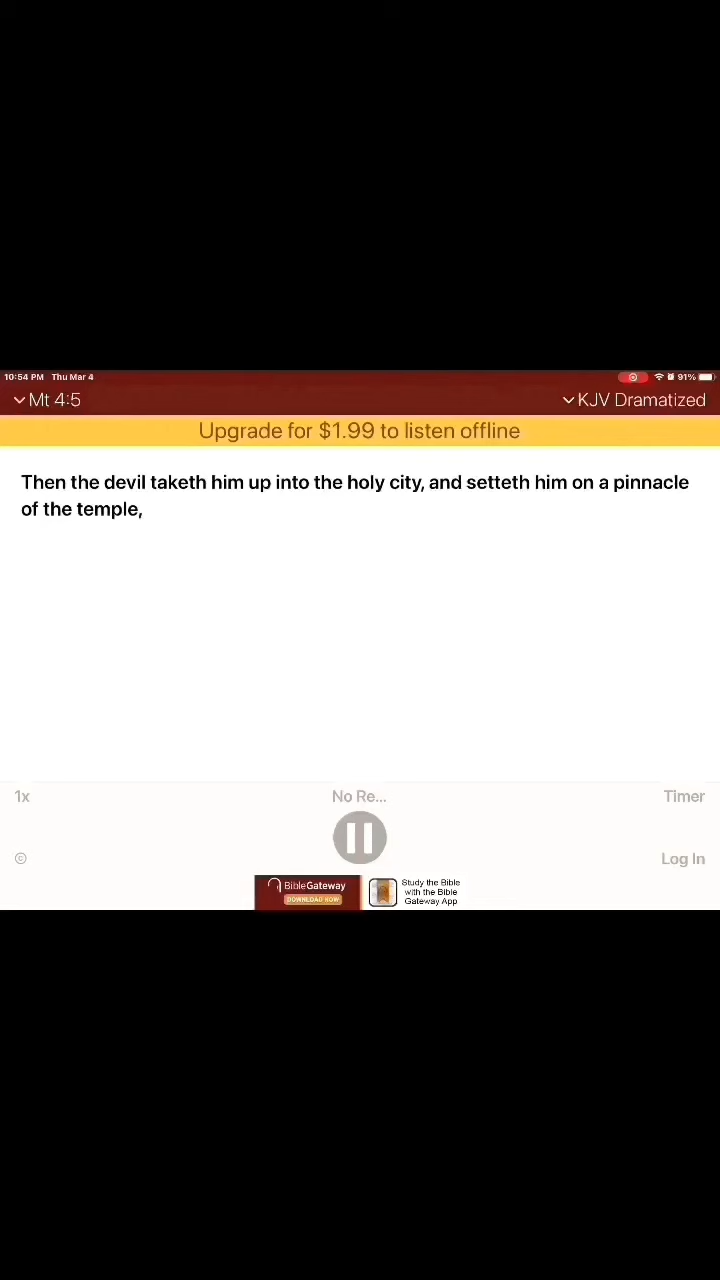 10:54 PM Thu Mar 4
91%
Mt 4:5
KJV Dramatized
Upgrade for $1.99 to listen offline
Then the devil taketh him up into the holy city, and setteth him on a pinnacle
of the temple,
1x
No Re...
Timer
©
Log In
BibleGateway
DOWNLOAD NOW
Study the Bible
with the Bible
Gateway App